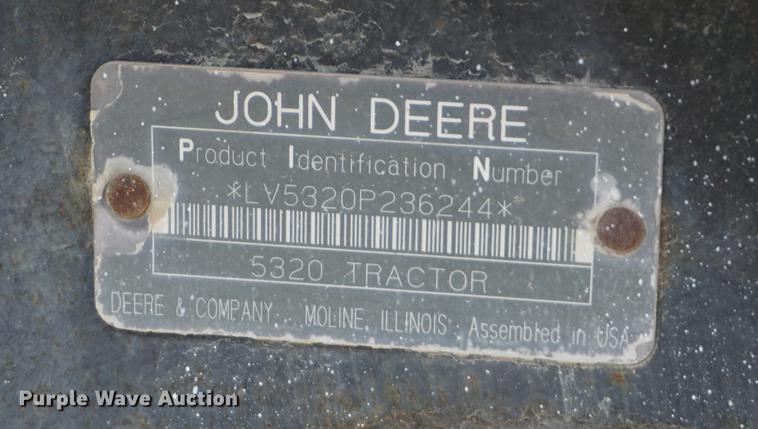 JOHN DEERE
Product Identification Number
*LV5320P236244*
5320 TRACTOR
DEERE & COMPANY MOLINE, ILLINOIS Assembled in USA
Purple Wave Auction